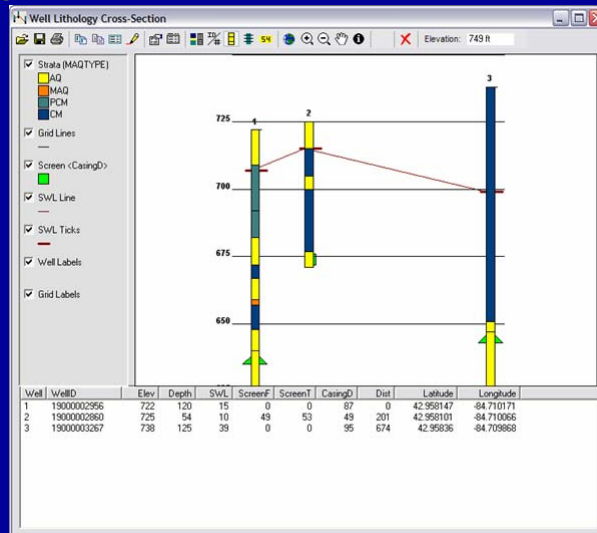 Well Lithology Cross-Section
Elevation: 749 ft
Strata (MAQTYPE)
AQ
MAQ
PCM
CM
Grid Lines
Screen <CasingD>
SWL Line
SWL Ticks
Well Labels
Grid Labels
1
2
3
725
700
675
650
Well WellID Elev Depth SWL ScreenF ScreenT CasingD Dist Latitude Longitude
1 19000002956 722 120 15 0 0 87 0 42.958147 -84.710171
2 19000002860 725 54 10 49 53 49 201 42.958101 -84.710066
3 19000003267 738 125 39 0 0 95 674 42.95836 -84.709868